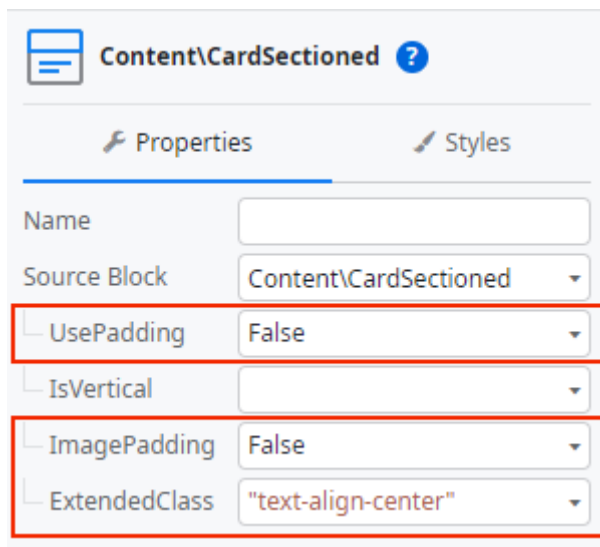 Content\CardSectioned ?
Properties Styles
Name
Source Block Content\CardSectioned
UsePadding False
IsVertical
ImagePadding False
ExtendedClass "text-align-center"